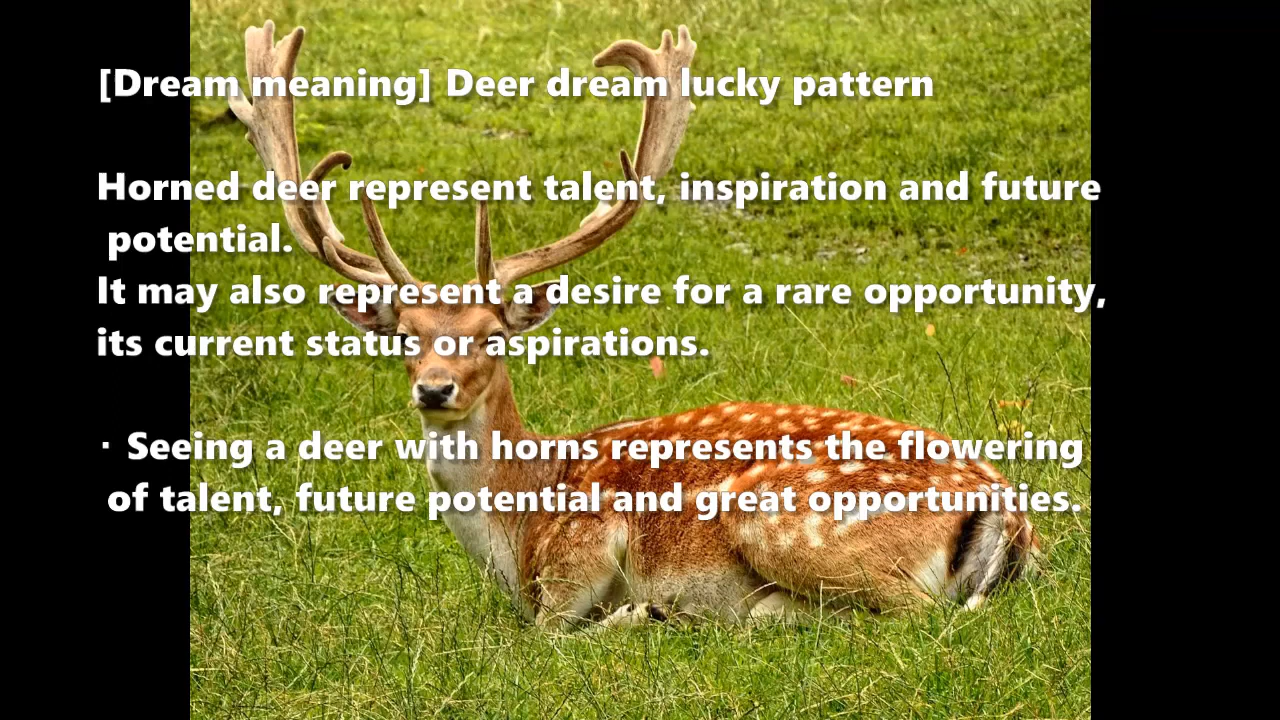 [Dream meaning] Deer dream lucky pattern
Horned deer represent talent, inspiration and future
potential.
It may also represent a desire for a rare opportunity,
its current status or aspirations.
· Seeing a deer with horns represents the flowering
of talent, future potential and great opportunities.